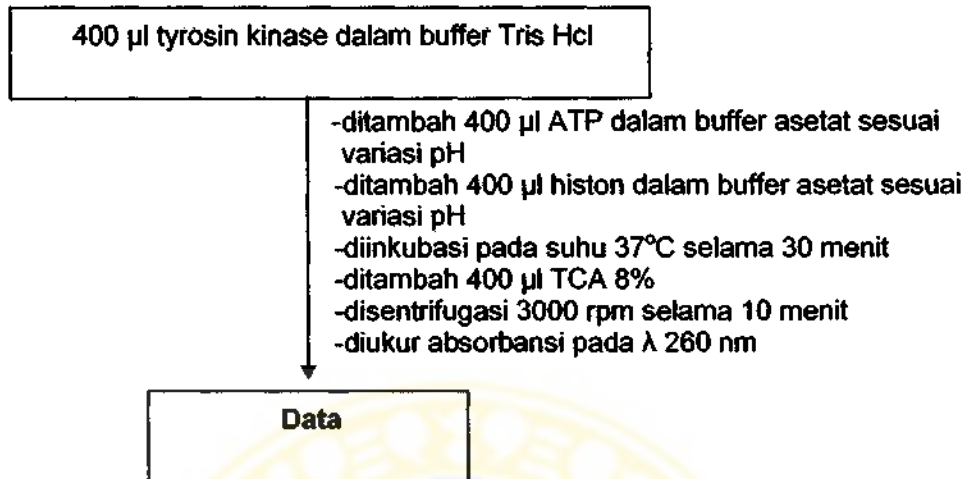 400 µl tyrosin kinase dalam buffer Tris Hcl
-ditambah 400 µl ATP dalam buffer asetat sesuai
variasi pH
-ditambah 400 µl histon dalam buffer asetat sesuai
variasi pH
-diinkubasi pada suhu 37°C selama 30 menit
-ditambah 400 µl TCA 8%
-disentrifugasi 3000 rpm selama 10 menit
-diukur absorbansi pada λ 260 nm
Data